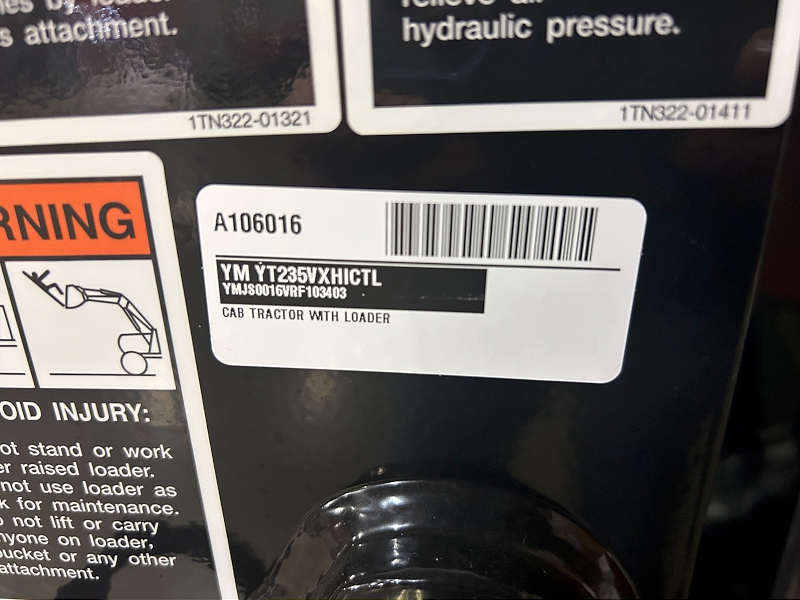 by loader
s attachment.
1TN322-01321
hydraulic pressure.
1TN322-01411
RNING
OID INJURY:
ot stand or work
er raised loader.
not use loader as
k for maintenance.
o not lift or carry
nyone on loader,
bucket or any other
attachment.
A106016
YM YT235VXHICTL
YMJS0016VRF103403
CAB TRACTOR WITH LOADER